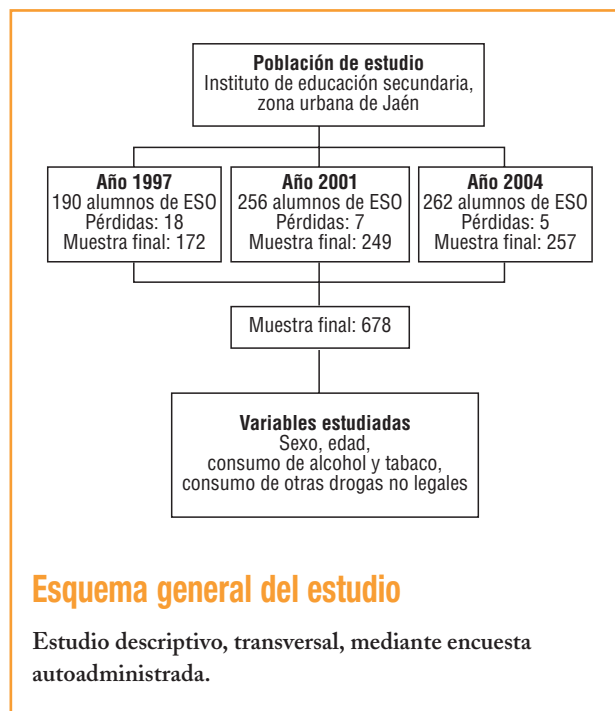 Población de estudio
Instituto de educación secundaria,
zona urbana de Jaén
Año 1997
190 alumnos de ESO
Pérdidas: 18
Muestra final: 172
Año 2001
256 alumnos de ESO
Pérdidas: 7
Muestra final: 249
Año 2004
262 alumnos de ESO
Pérdidas: 5
Muestra final: 257
Muestra final: 678
Variables estudiadas
Sexo, edad,
consumo de alcohol y tabaco,
consumo de otras drogas no legales
Esquema general del estudio
Estudio descriptivo, transversal, mediante encuesta
autoadministrada.